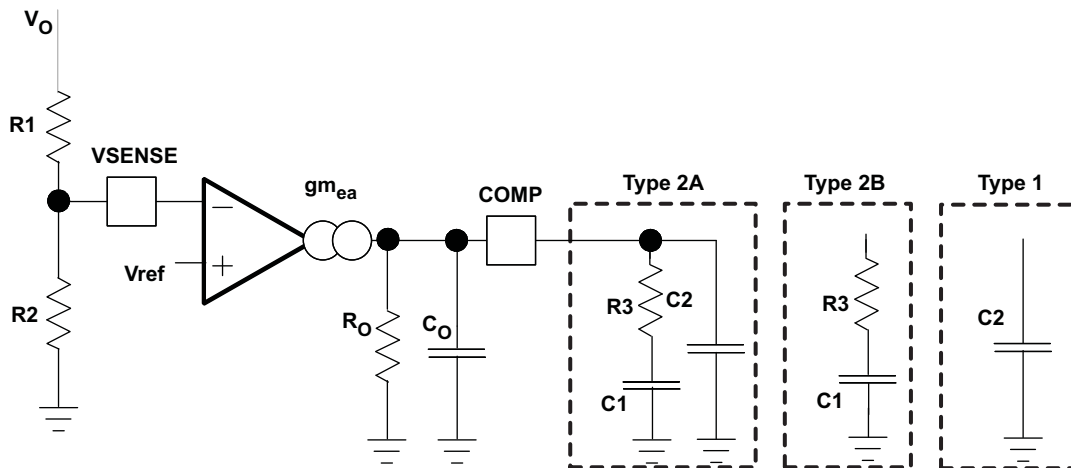 VO
R1
VSENSE
gmea
COMP
Type 2A
Type 2B
Type 1
−
+
Vref
R2
RO
CO
R3
C2
C1
R3
C1
C2